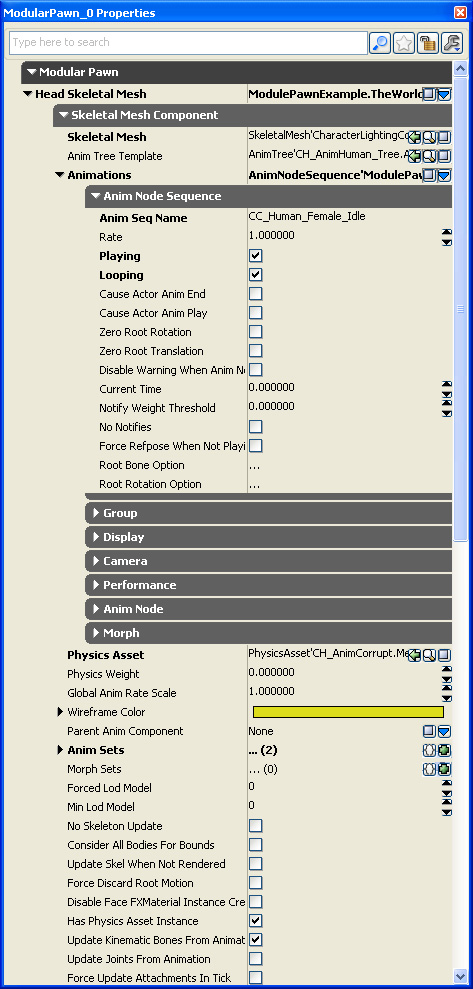 ModularPawn_0 Properties
Type here to search
Modular Pawn
Head Skeletal Mesh ModulePawnExample.TheWorld
Skeletal Mesh Component
Skeletal Mesh SkeletalMesh'CharacterLightingCo
Anim Tree Template AnimTree'CH_AnimHuman_Tree.A
Animations AnimNodeSequence'ModulePaw
Anim Node Sequence
Anim Seq Name CC_Human_Female_Idle
Rate 1.000000
Playing
Looping
Cause Actor Anim End
Cause Actor Anim Play
Zero Root Rotation
Zero Root Translation
Disable Warning When Anim N
Current Time 0.000000
Notify Weight Threshold 0.000000
No Notifies
Force Refpose When Not Playi
Root Bone Option ...
Root Rotation Option ...
Group
Display
Camera
Performance
Anim Node
Morph
Physics Asset PhysicsAsset'CH_AnimCorrupt.Me
Physics Weight 0.000000
Global Anim Rate Scale 1.000000
Wireframe Color
Parent Anim Component None
Anim Sets ... (2)
Morph Sets ... (0)
Forced Lod Model 0
Min Lod Model 0
No Skeleton Update
Consider All Bodies For Bounds
Update Skel When Not Rendered
Force Discard Root Motion
Disable Face FXMaterial Instance Cre
Has Physics Asset Instance
Update Kinematic Bones From Animat
Update Joints From Animation
Force Update Attachments In Tick